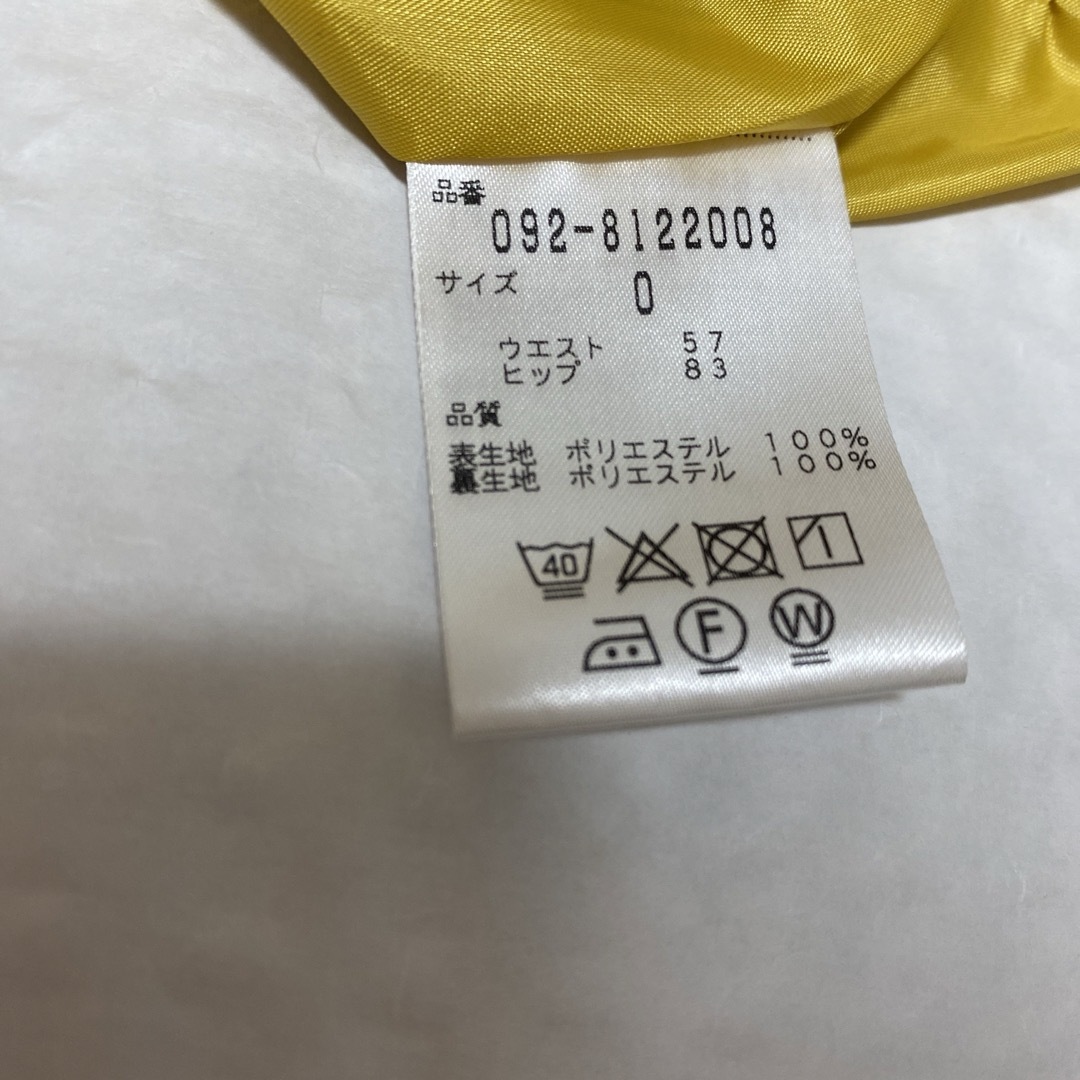 品番
092-8122008
サイズ 0
ウエスト 57
ヒップ 83
品質
表生地 ポリエステル 100%
裏生地 ポリエステル 100%
40
F W